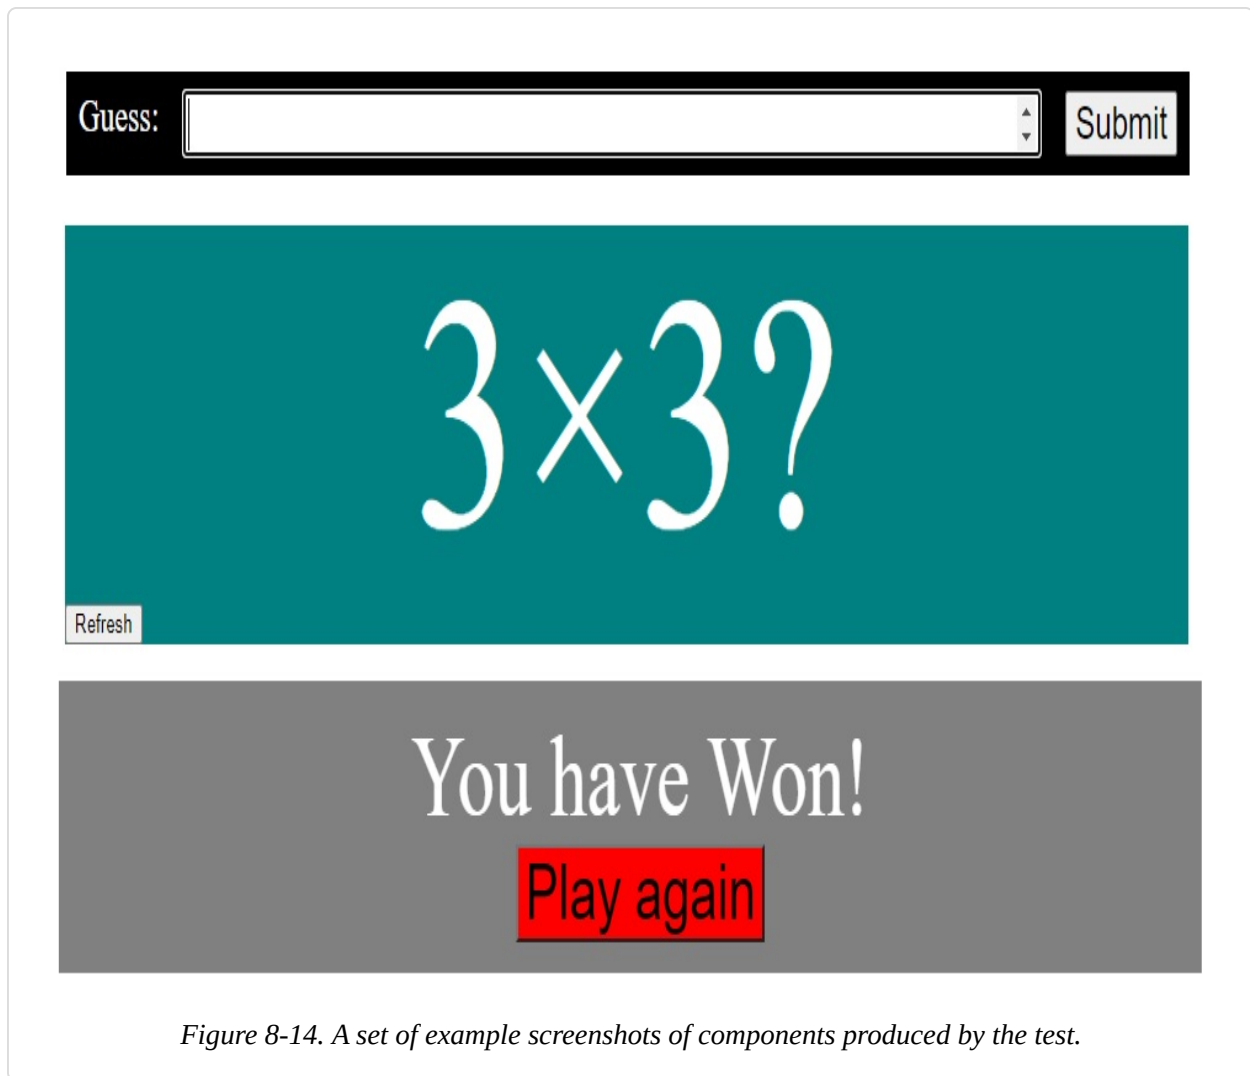 Guess: Submit
3×3?
Refresh
You have Won!
Play again
Figure 8-14. A set of example screenshots of components produced by the test.